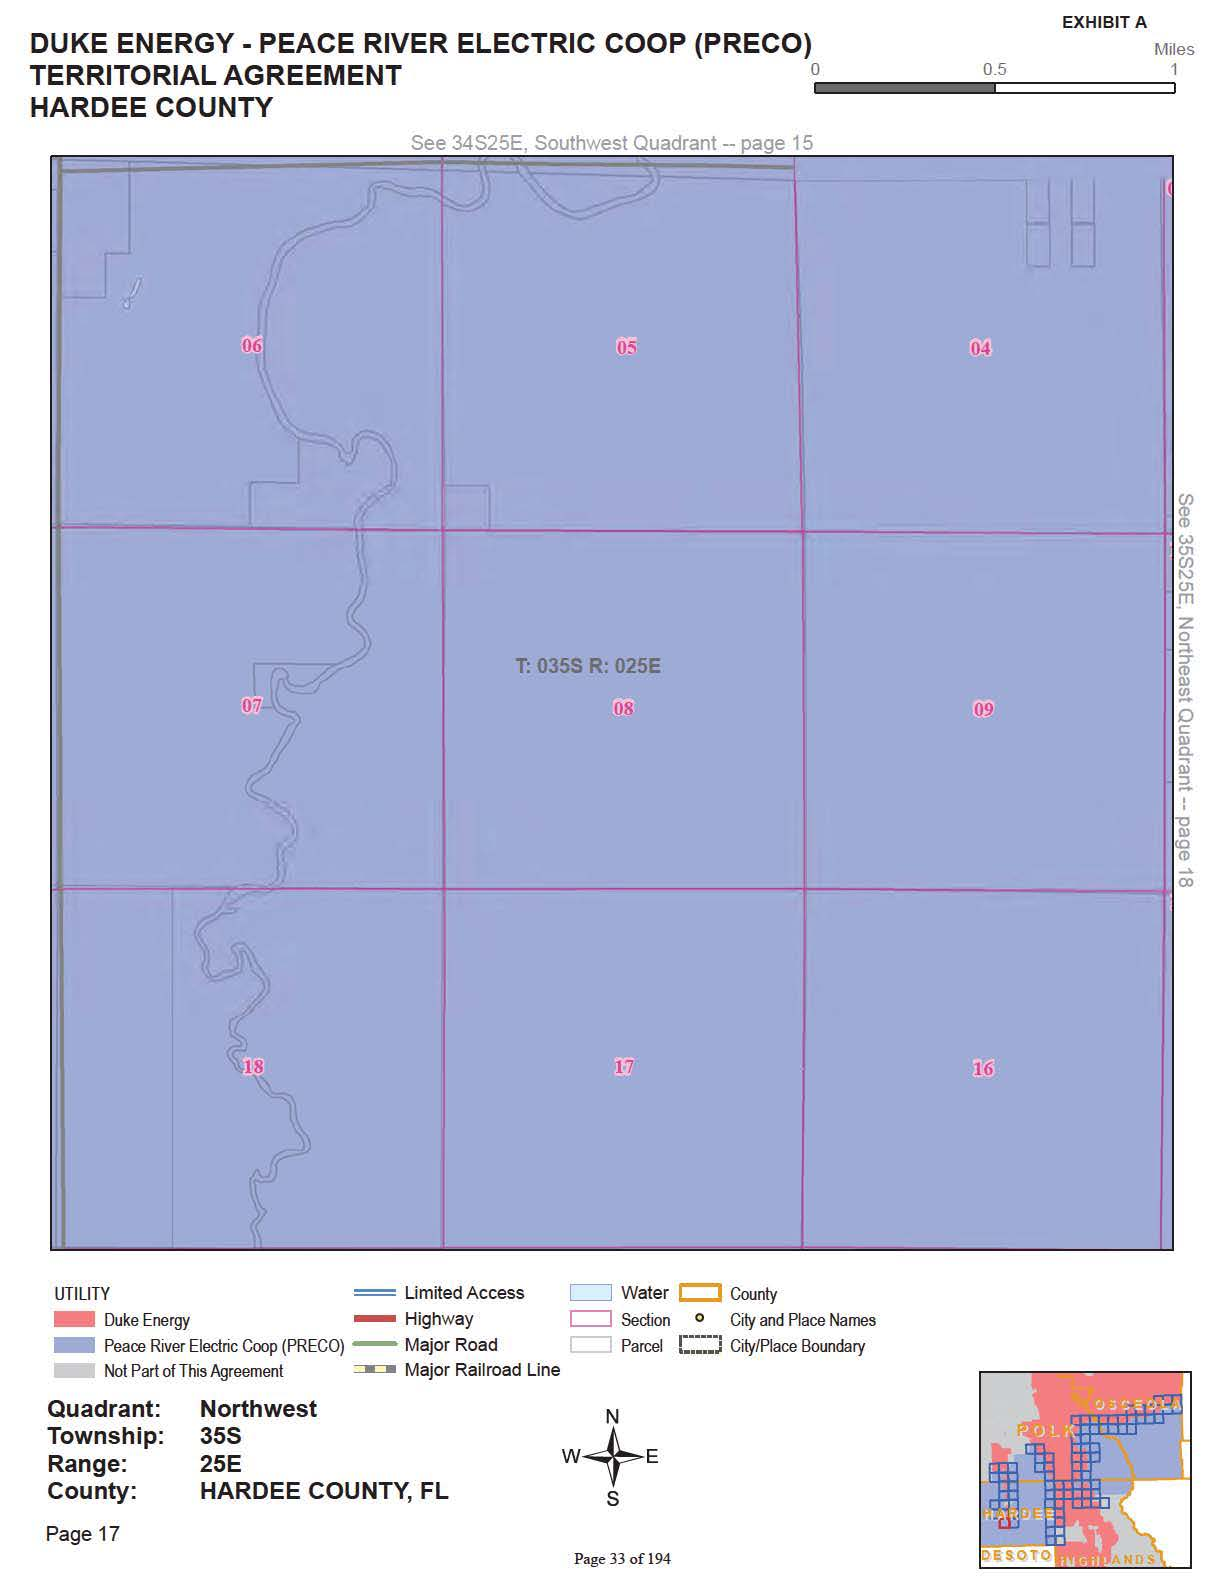 EXHIBIT A
DUKE ENERGY - PEACE RIVER ELECTRIC COOP (PRECO)
TERRITORIAL AGREEMENT
HARDEE COUNTY
Miles
0 0.5 1
See 34S25E, Southwest Quadrant -- page 15
06 05 04
See 35S25E, Northeast Quadrant -- page 18
T: 035S R: 025E
07 08 09
18 17 16
UTILITY
Duke Energy
Peace River Electric Coop (PRECO)
Not Part of This Agreement
Limited Access
Highway
Major Road
Major Railroad Line
Water
Section
Parcel
County
City and Place Names
City/Place Boundary
Quadrant: Northwest
Township: 35S
Range: 25E
County: HARDEE COUNTY, FL
Page 17
N
W E
S
OSCEOLA
POLK
HARDEE
DESOTO
HIGHLANDS
Page 33 of 194